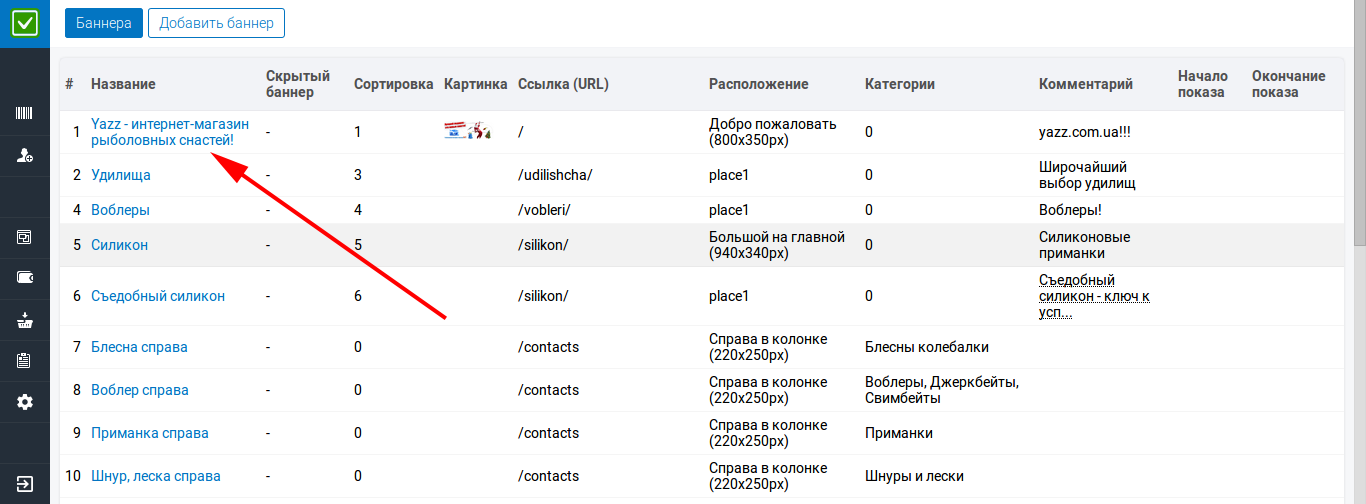 Баннера Добавить баннер
# Название Скрытый баннер Сортировка Картинка Ссылка (URL) Расположение Категории Комментарий Начало показа Окончание показа
1 Yazz - интернет-магазин рыболовных снастей! - 1 / Добро пожаловать (800x350px) 0 yazz.com.ua!!!
2 Удилища - 3 /udilishcha/ place1 0 Широчайший выбор удилищ
4 Воблеры - 4 /vobleri/ place1 0 Воблеры!
5 Силикон - 5 /silikon/ Большой на главной (940x340px) 0 Силиконовые приманки
6 Съедобный силикон - 6 /silikon/ place1 0 Съедобный силикон - ключ к усп...
7 Блесна справа - 0 /contacts Справа в колонке (220x250px) Блесны колебалки
8 Воблер справа - 0 /contacts Справа в колонке (220x250px) Воблеры, Джеркбейты, Свимбейты
9 Приманка справа - 0 /contacts Справа в колонке (220x250px) Приманки
10 Шнур, леска справа - 0 /contacts Справа в колонке (220x250px) Шнуры и лески